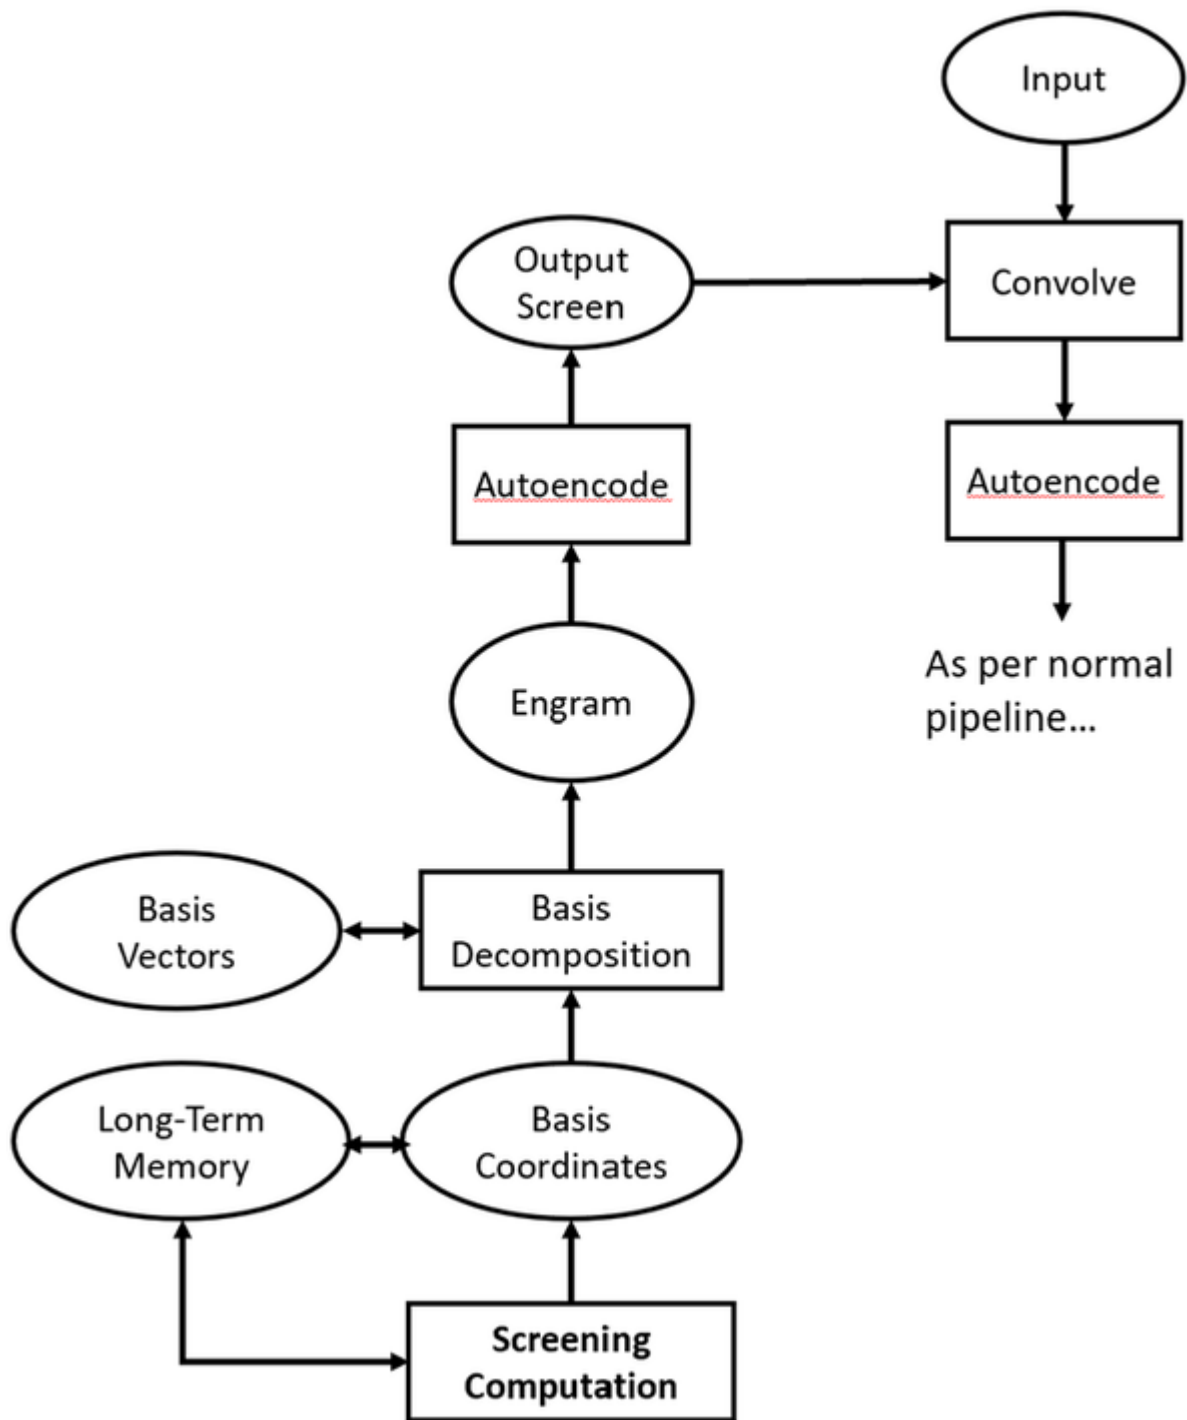 Input
Output
Screen
Convolve
Autoencode
Autoencode
Engram
As per normal
pipeline...
Basis
Vectors
Basis
Decomposition
Long-Term
Memory
Basis
Coordinates
Screening
Computation